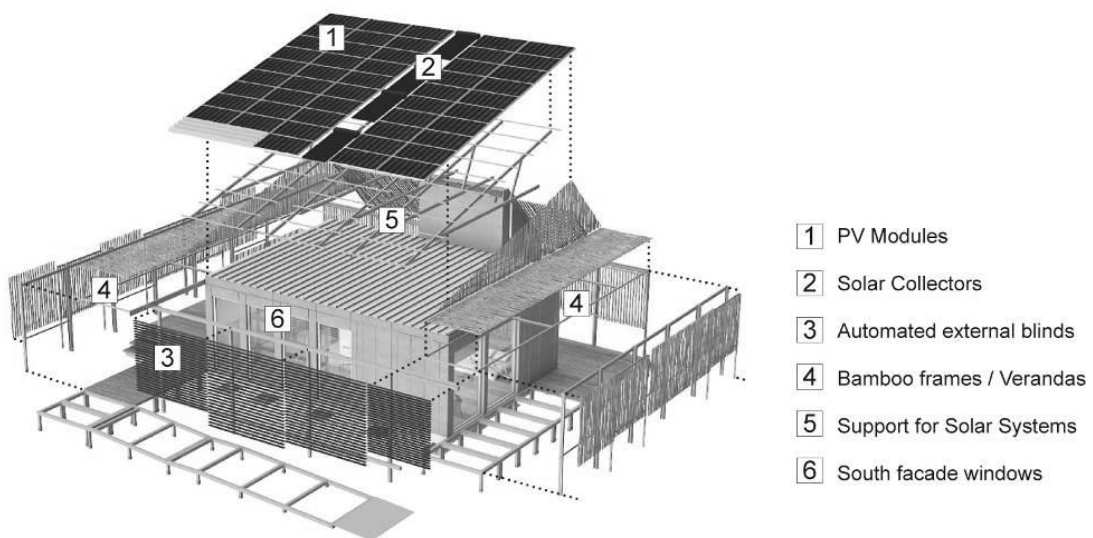 1
2
5
4
4
6
3
1 PV Modules
2 Solar Collectors
3 Automated external blinds
4 Bamboo frames / Verandas
5 Support for Solar Systems
6 South facade windows